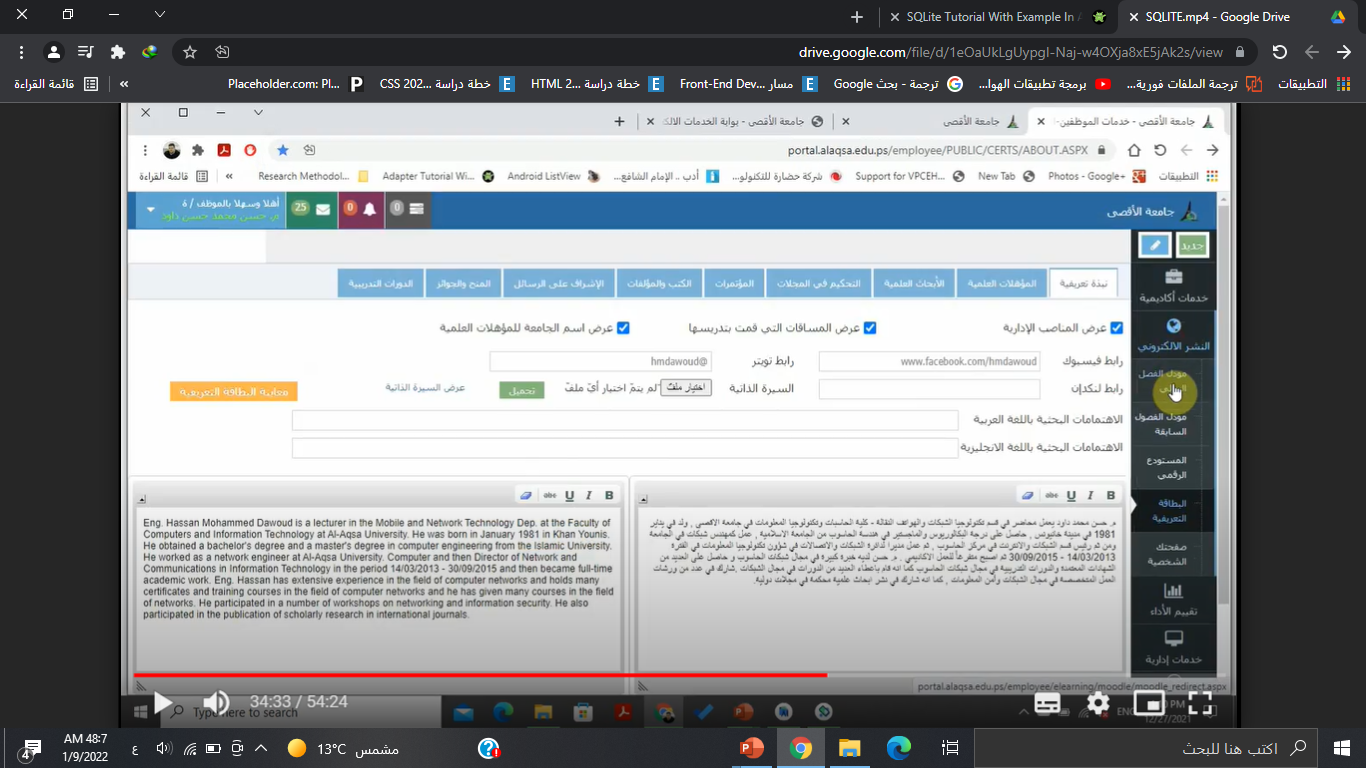 SQLITE.mp4 - Google Drive
SQLite Tutorial With Example In
drive.google.com/file/d/1eOaUkLgUypgI-Naj-w4OXja8xE5jAk2s/view
التطبيقات
ترجمة الملفات فورية...
برمجة تطبيقات الهوا...
ترجمة - بحث Google
مسار ...Front-End Dev
خطة دراسة ...HTML 2
خطة دراسة ...CSS 202
Placeholder.com: Pl...
قائمة القراءة
جامعة الأقصى - خدمات الموظفين
جامعة الأقصى
جامعة الأقصى - بوابة الخدمات الالك
portal.alaqsa.edu.ps/employee/PUBLIC/CERTS/ABOUT.ASPX
التطبيقات
Photos - Google+
New Tab
Support for VPCEH...
شركة حضارة للتكنولو...
أدب .. الإمام الشافع...
Android ListView
Adapter Tutorial Wi...
Research Methodol...
قائمة القراءة
جامعة الأقصى
0
0
25
أهلا وسهلا بالموظف / ة
م. حسن محمد حسن داود
جديد
خدمات أكاديمية
النشر الالكتروني
مودل الفصل
مودل الفصول
السابقة
المستودع
الرقمي
البطاقة
التعريفية
صفحتك
الشخصية
تقييم الأداء
خدمات إدارية
نبذة تعريفية
المؤهلات العلمية
الأبحاث العلمية
التحكيم في المجلات
المؤتمرات
الكتب والمؤلفات
الإشراف على الرسائل
المنح والجوائز
الدورات التدريبية
عرض المناصب الإدارية
عرض المساقات التي قمت بتدريسها
عرض اسم الجامعة للمؤهلات العلمية
رابط فيسبوك
www.facebook.com/hmdawoud
رابط تويتر
@hmdawoud
رابط لنكدإن
السيرة الذاتية
اختيار ملف
لم يتمّ اختيار أيّ ملفّ
تحميل
عرض السيرة الذاتية
معاينة البطاقة التعريفية
الاهتمامات البحثية باللغة العربية
الاهتمامات البحثية باللغة الانجليزية
B I U abc
م. حسن محمد داود يعمل محاضر في قسم تكنولوجيا الشبكات والهواتف النقالة - كلية الحاسبات وتكنولوجيا المعلومات في جامعة الاقصى , ولد في يناير
1981 في مدينة خانيونس , حاصل على درجة البكالوريوس والماجستير في هندسة الحاسوب من الجامعة الاسلامية , عمل كمهندس شبكات في الجامعة
ومن ثم رئيس قسم الشبكات والانترنت في مركز الحاسوب , ثم عمل مديرا لدائرة الشبكات والاتصالات في شؤون تكنولوجيا المعلومات في الفترة
14/03/2013 - 30/09/2015 ثم اصبح متفرغا للعمل الاكاديمي , م. حسن لديه خبرة كبيرة في مجال شبكات الحاسوب و حاصل على العديد من
الشهادات المعتمدة والدورات التدريبية في مجال شبكات الحاسوب كما انه قام باعطاء العديد من الدورات في مجال الشبكات, شارك في عدد من ورشات
العمل المتخصصة في مجال الشبكات وأمن المعلومات , كما انه شارك في نشر ابحاث علمية محكمة في مجالات دولية.
B I U abc
Eng. Hassan Mohammed Dawoud is a lecturer in the Mobile and Network Technology Dep. at the Faculty of
Computers and Information Technology at Al-Aqsa University. He was born in January 1981 in Khan Younis.
He obtained a bachelor's degree and a master's degree in computer engineering from the Islamic University.
He worked as a network engineer at Al-Aqsa University. Computer and then Director of Network and
Communications in Information Technology in the period 14/03/2013 - 30/09/2015 and then became full-time
academic work. Eng. Hassan has extensive experience in the field of computer networks and holds many
certificates and training courses in the field of computer networks and he has given many courses in the field
of networks. He participated in a number of workshops on networking and information security. He also
participated in the publication of scholarly research in international journals.
portal.alaqsa.edu.ps/employee/elearning/moodle/moodle_redirect.aspx
34:33 / 54:24
Type here to search
ENG
PM
12/27/2021
اكتب هنا للبحث
13°C مشمس
ع
AM 48:7
1/9/2022
4